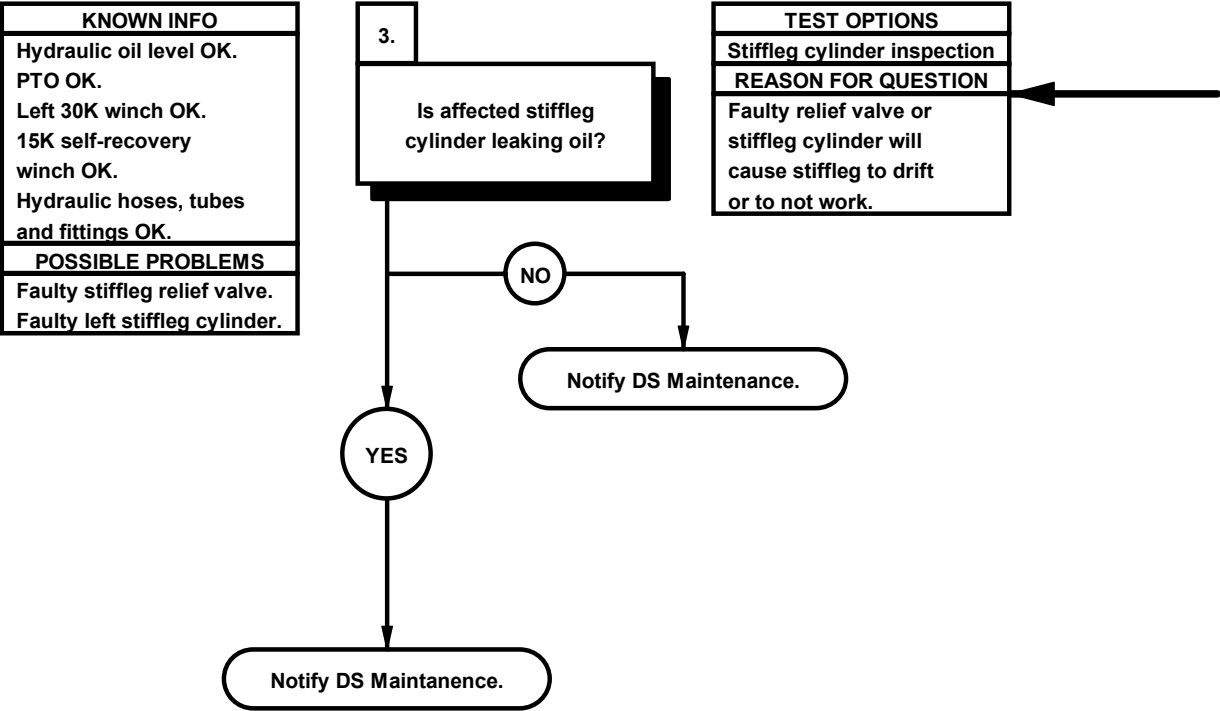 KNOWN INFO
Hydraulic oil level OK.
PTO OK.
Left 30K winch OK.
15K self-recovery
winch OK.
Hydraulic hoses, tubes
and fittings OK.
POSSIBLE PROBLEMS
Faulty stiffleg relief valve.
Faulty left stiffleg cylinder.
3.
Is affected stiffleg
cylinder leaking oil?
TEST OPTIONS
Stiffleg cylinder inspection
REASON FOR QUESTION
Faulty relief valve or
stiffleg cylinder will
cause stiffleg to drift
or to not work.
NO
Notify DS Maintenance.
YES
Notify DS Maintanence.